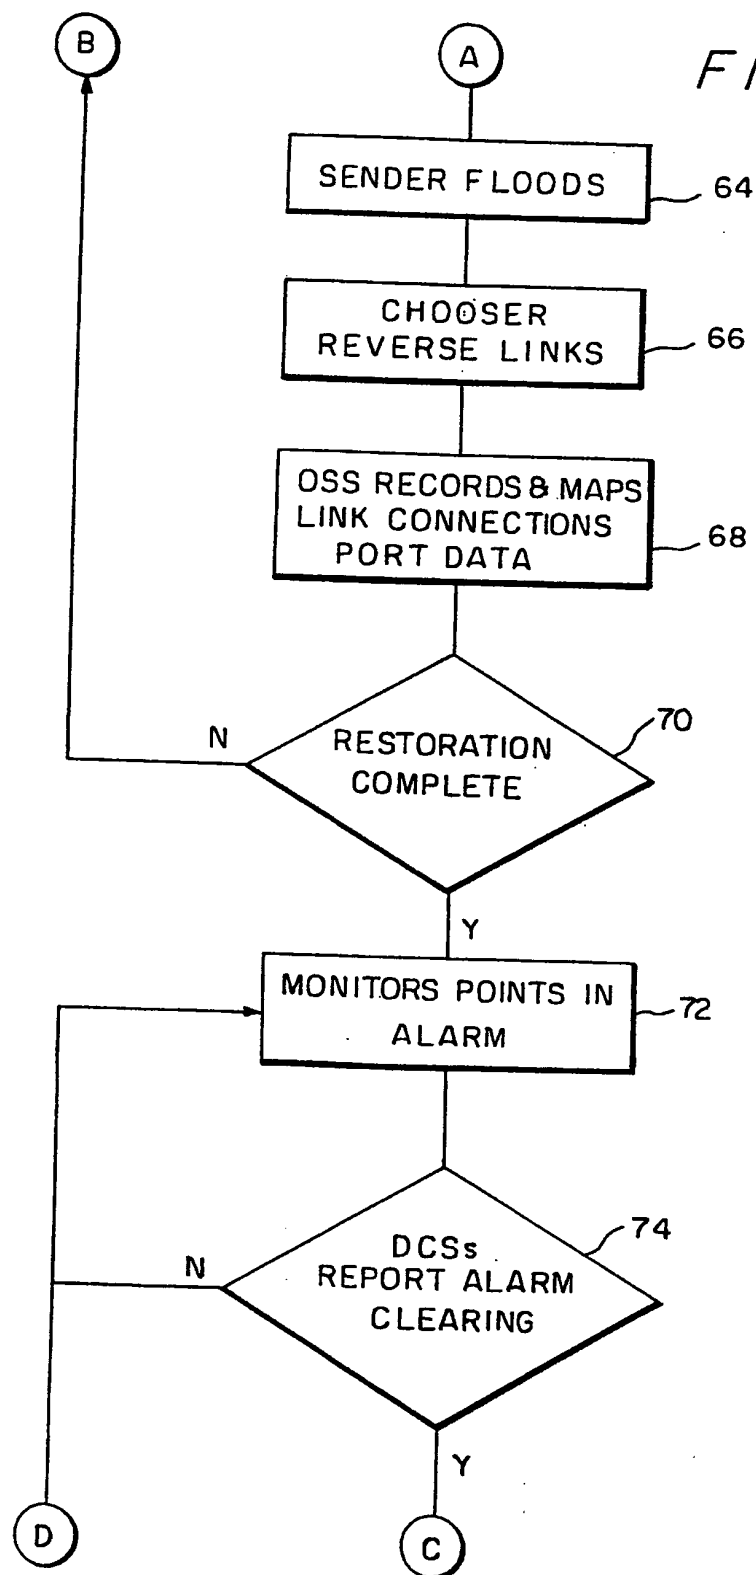 B
A
FI
SENDER FLOODS
64
CHOOSER
REVERSE LINKS
66
OSS RECORDS & MAPS
LINK CONNECTIONS
PORT DATA
68
70
N
RESTORATION
COMPLETE
Y
MONITORS POINTS IN
ALARM
72
74
N
DCSs
REPORT ALARM
CLEARING
Y
D
C